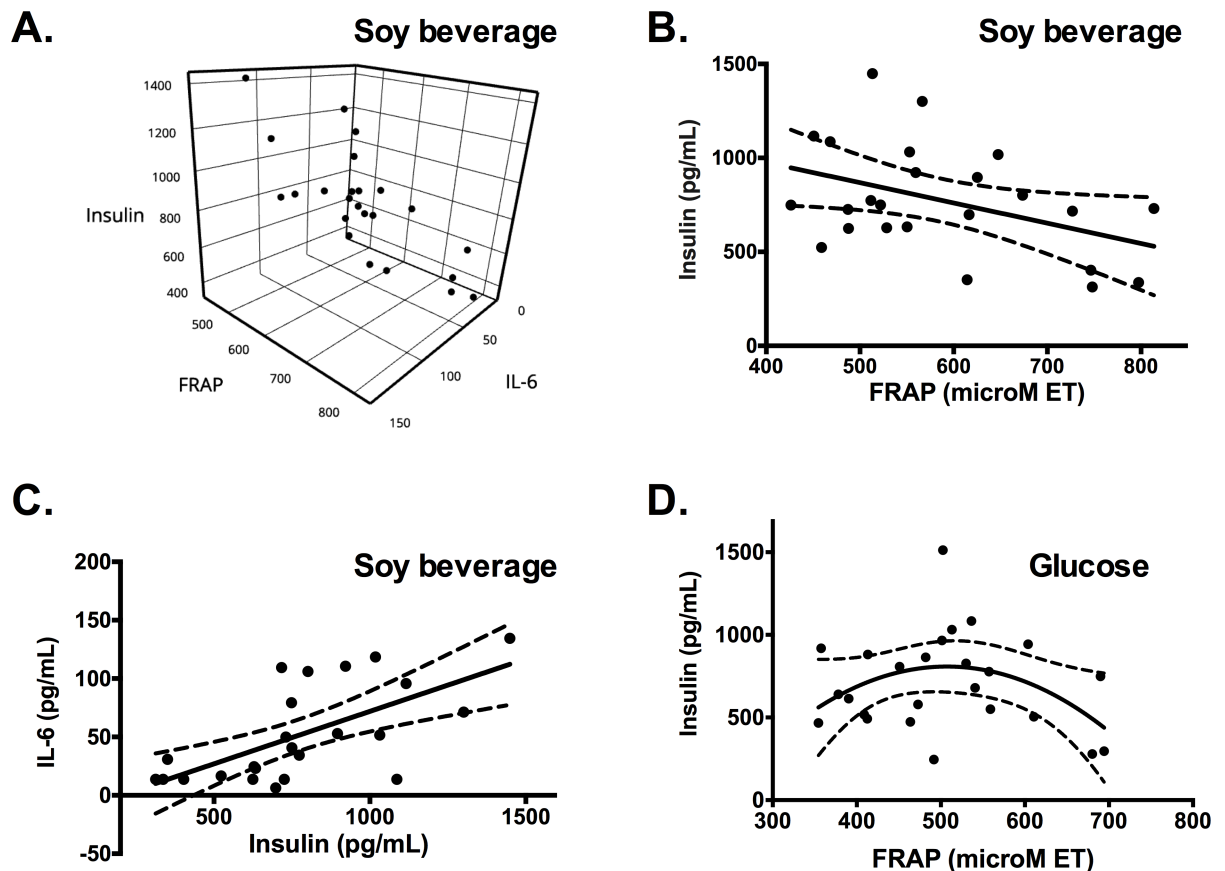 A.
Soy beverage
1400
1200
1000
Insulin
800
600
400
500
600
FRAP
700
800
0
50
100
IL-6
150
B.
Soy beverage
Insulin (pg/mL)
1500
1000
500
0
400
500
600
700
800
FRAP (microM ET)
C.
Soy beverage
IL-6 (pg/mL)
200
150
100
50
0
-50
500
1000
1500
Insulin (pg/mL)
D.
Glucose
Insulin (pg/mL)
1500
1000
500
0
300
400
500
600
700
800
FRAP (microM ET)